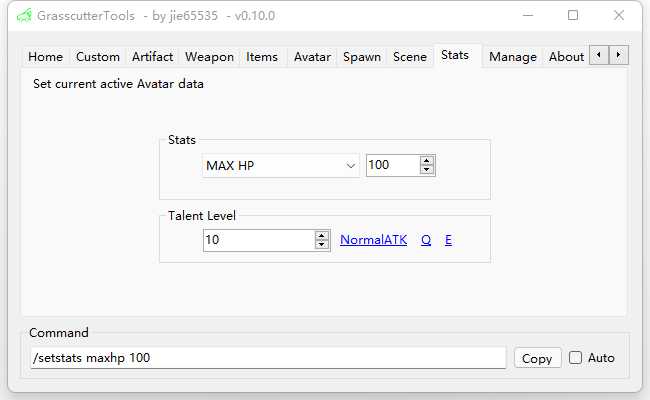 GrasscutterTools - by jie65535 - v0.10.0
Home Custom Artifact Weapon Items Avatar Spawn Scene Stats Manage About
Set current active Avatar data
Stats
MAX HP 100
Talent Level
10 NormalATK Q E
Command
/setstats maxhp 100 Copy Auto